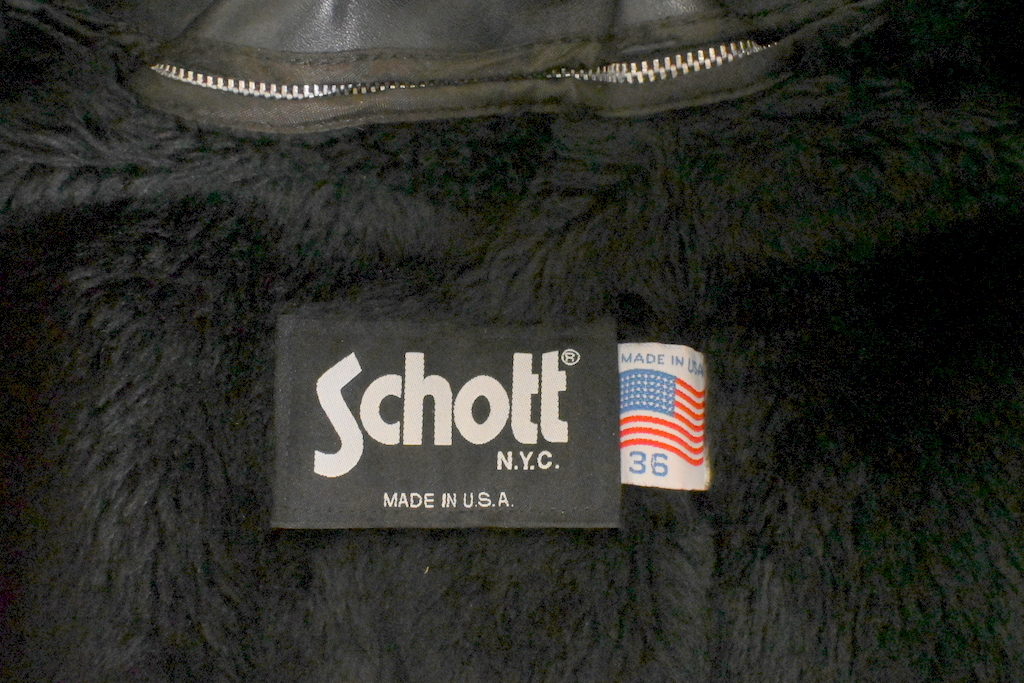 Schott®
N.Y.C.
MADE IN U.S.A.
MADE IN USA
36